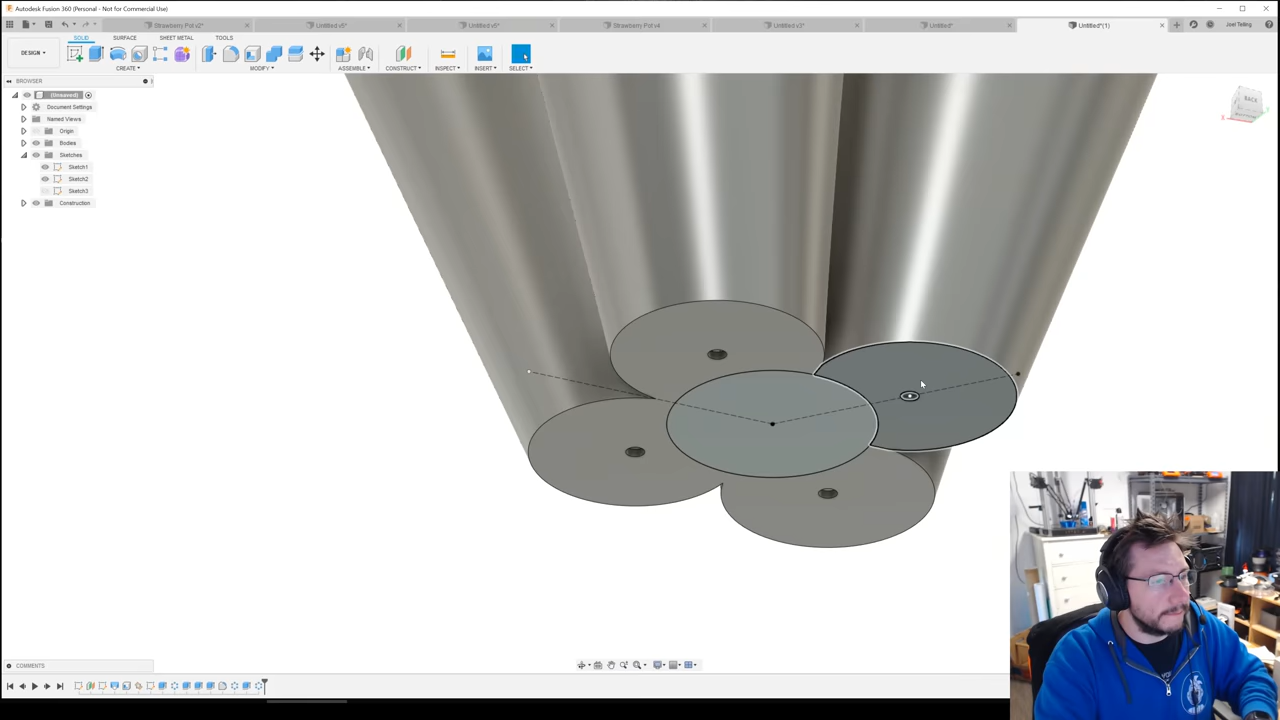 Autodesk Fusion 360 (Personal - Not for Commercial Use)
Strawberry Pot v2*
Untitled v5*
Untitled v5*
Strawberry Pot v4
Untitled v3*
Untitled*
Untitled*(1)
Joel Telling
SOLID
SURFACE
SHEET METAL
TOOLS
DESIGN
CREATE
MODIFY
ASSEMBLE
CONSTRUCT
INSPECT
INSERT
SELECT
BROWSER
(Unsaved)
Document Settings
Named Views
Origin
Bodies
Sketches
Sketch1
Sketch2
Sketch3
Construction
BACK
X
COMMENTS